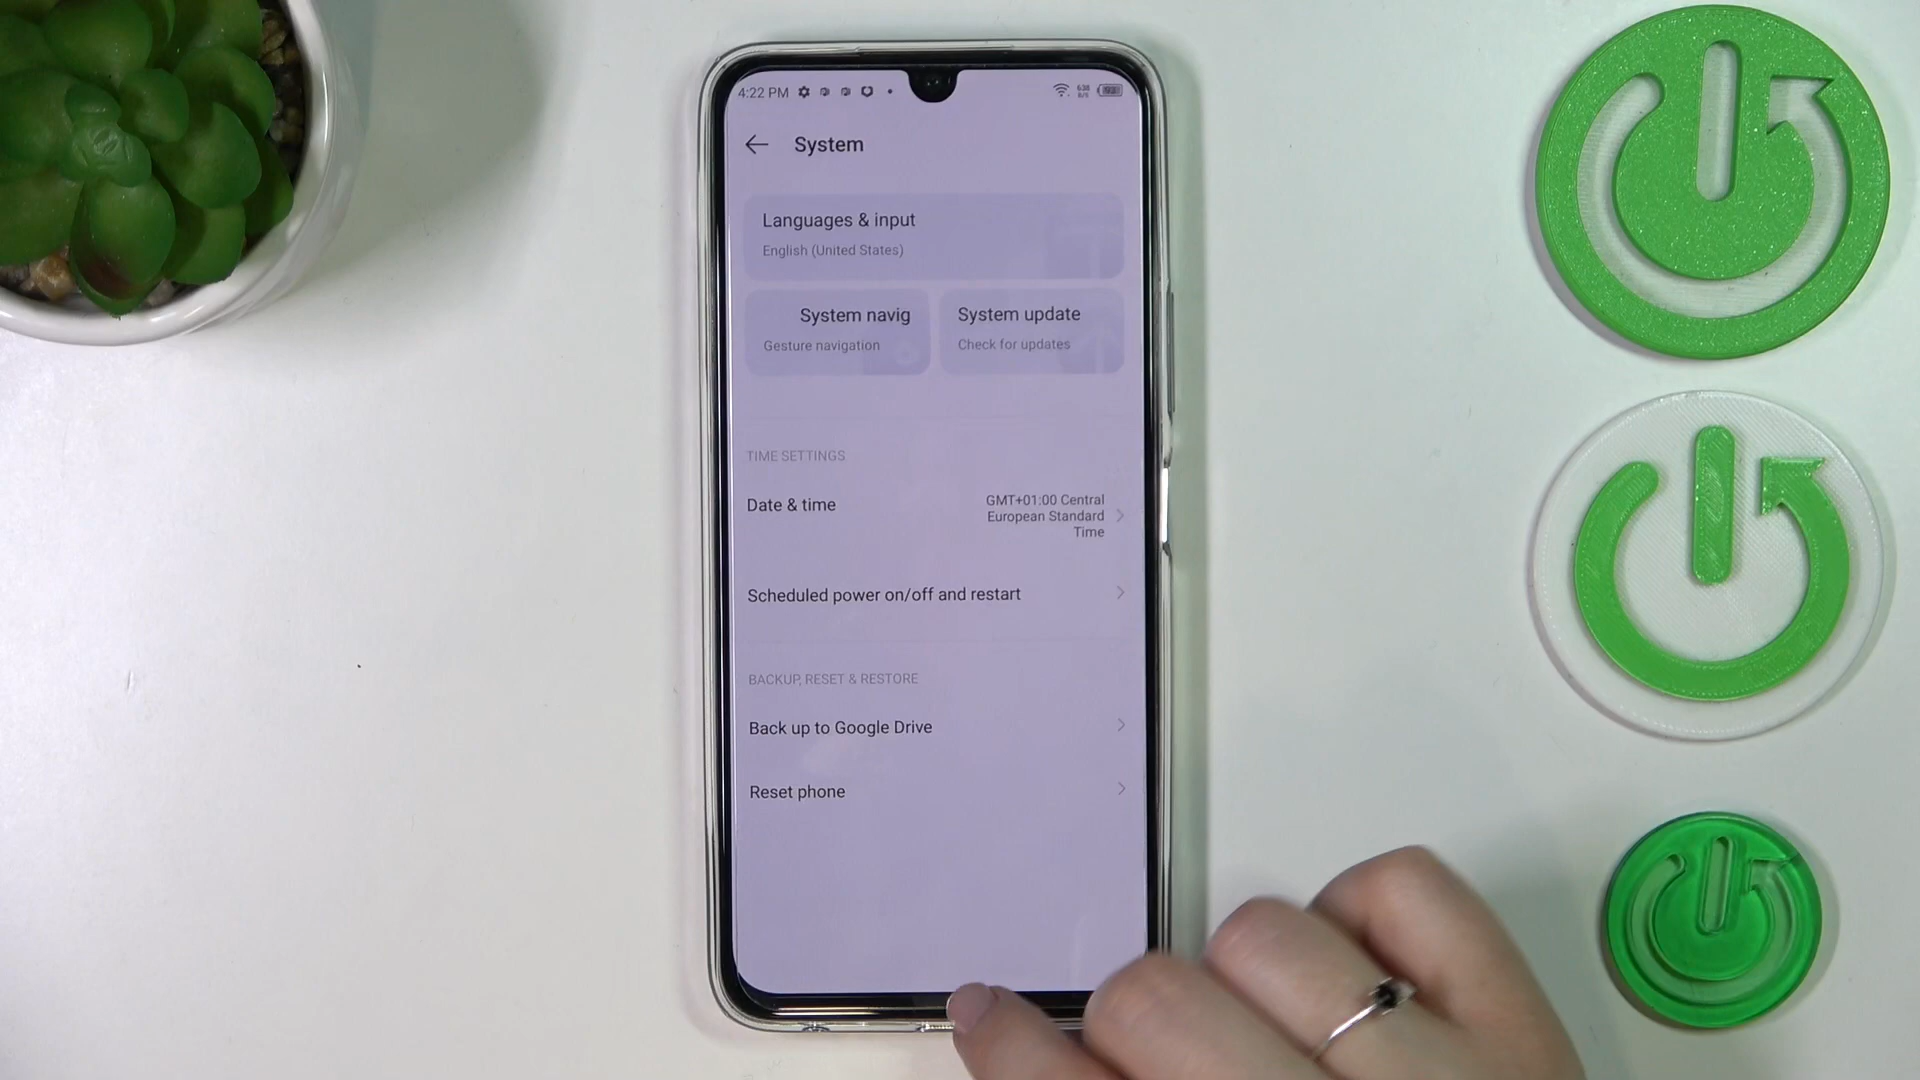 4:22 PM
638 B/S
System
Languages & input
English (United States)
System navig
Gesture navigation
System update
Check for updates
TIME SETTINGS
Date & time
GMT+01:00 Central
European Standard
Time
Scheduled power on/off and restart
BACKUP, RESET & RESTORE
Back up to Google Drive
Reset phone